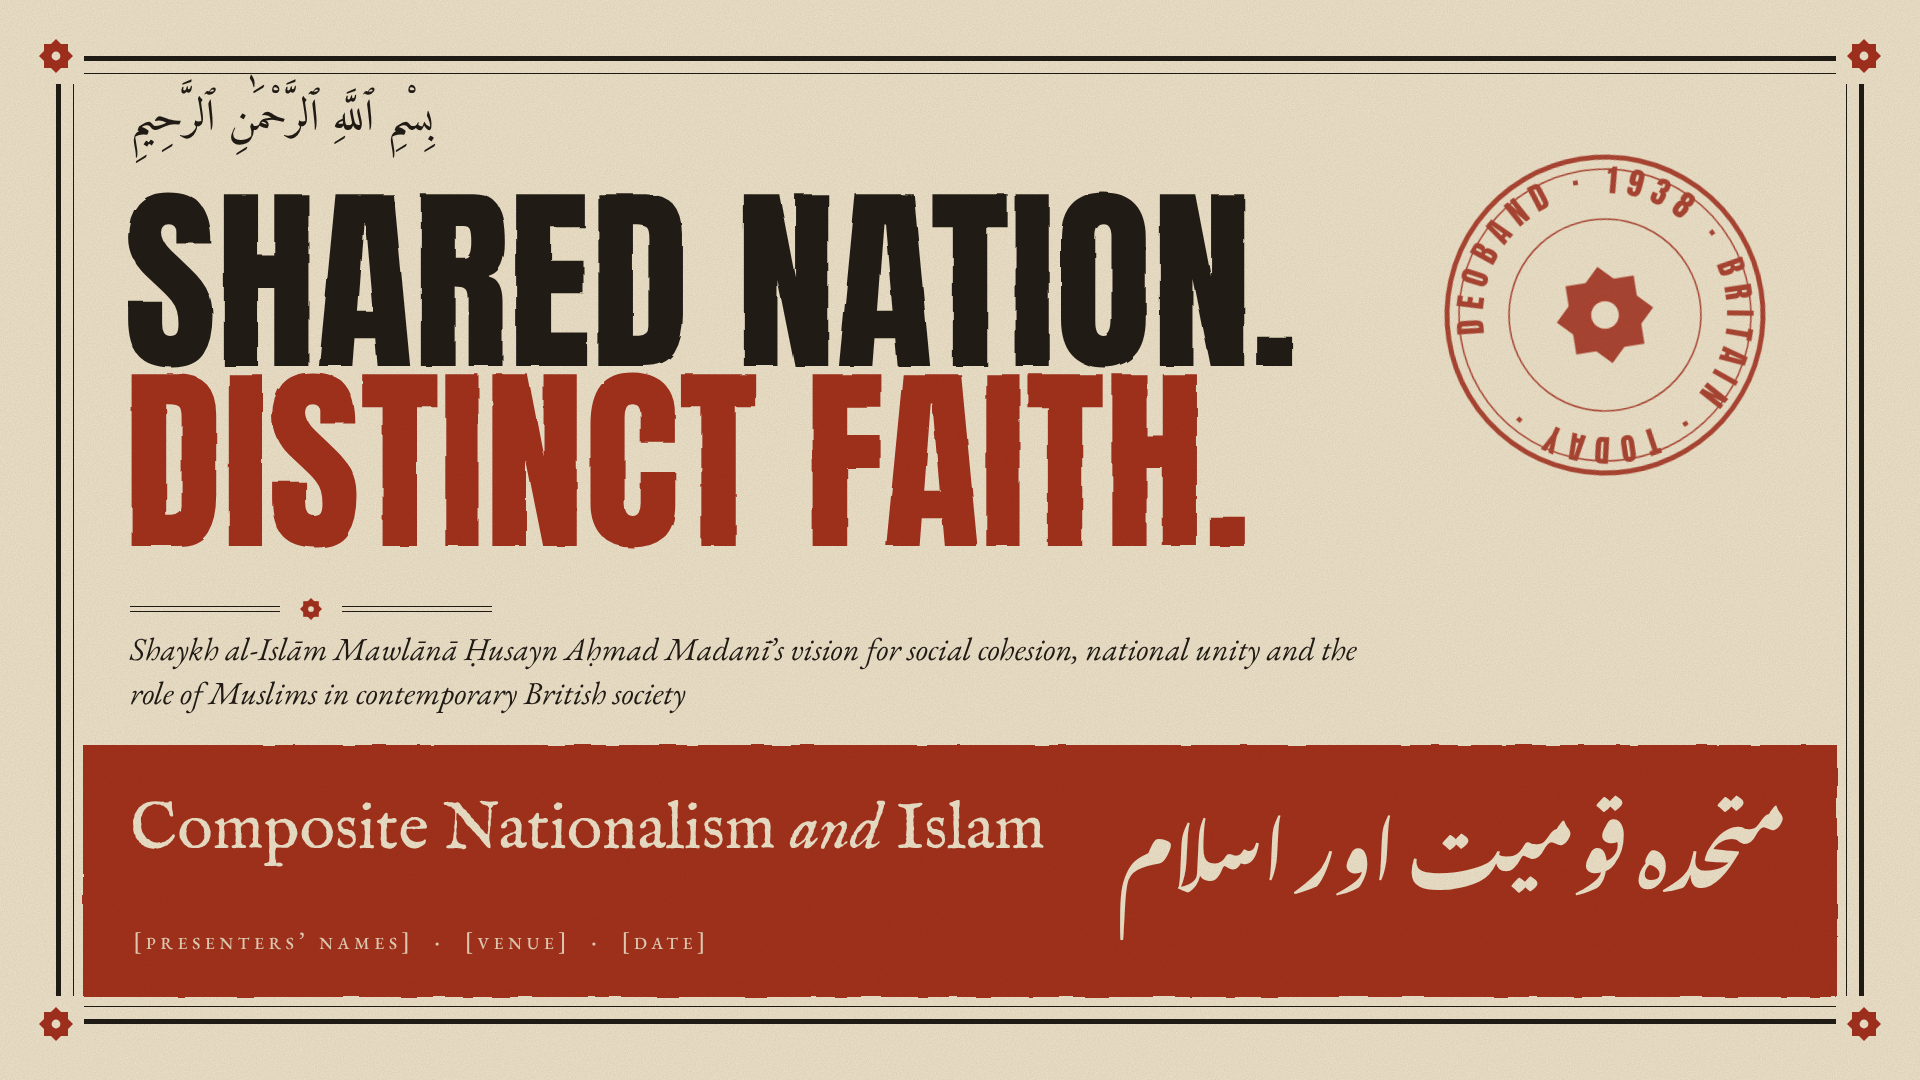 بِسْمِ ٱللَّهِ ٱلرَّحْمَٰنِ ٱلرَّحِيمِ
SHARED NATION.
DISTINCT FAITH.
DEOBAND · 1938 · BRITAIN · TODAY ·
Shaykh al-Islām Mawlānā Ḥusayn Aḥmad Madanī’s vision for social cohesion, national unity and the
role of Muslims in contemporary British society
Composite Nationalism and Islam
متحدہ قومیت اور اسلام
[PRESENTERS’ NAMES] · [VENUE] · [DATE]